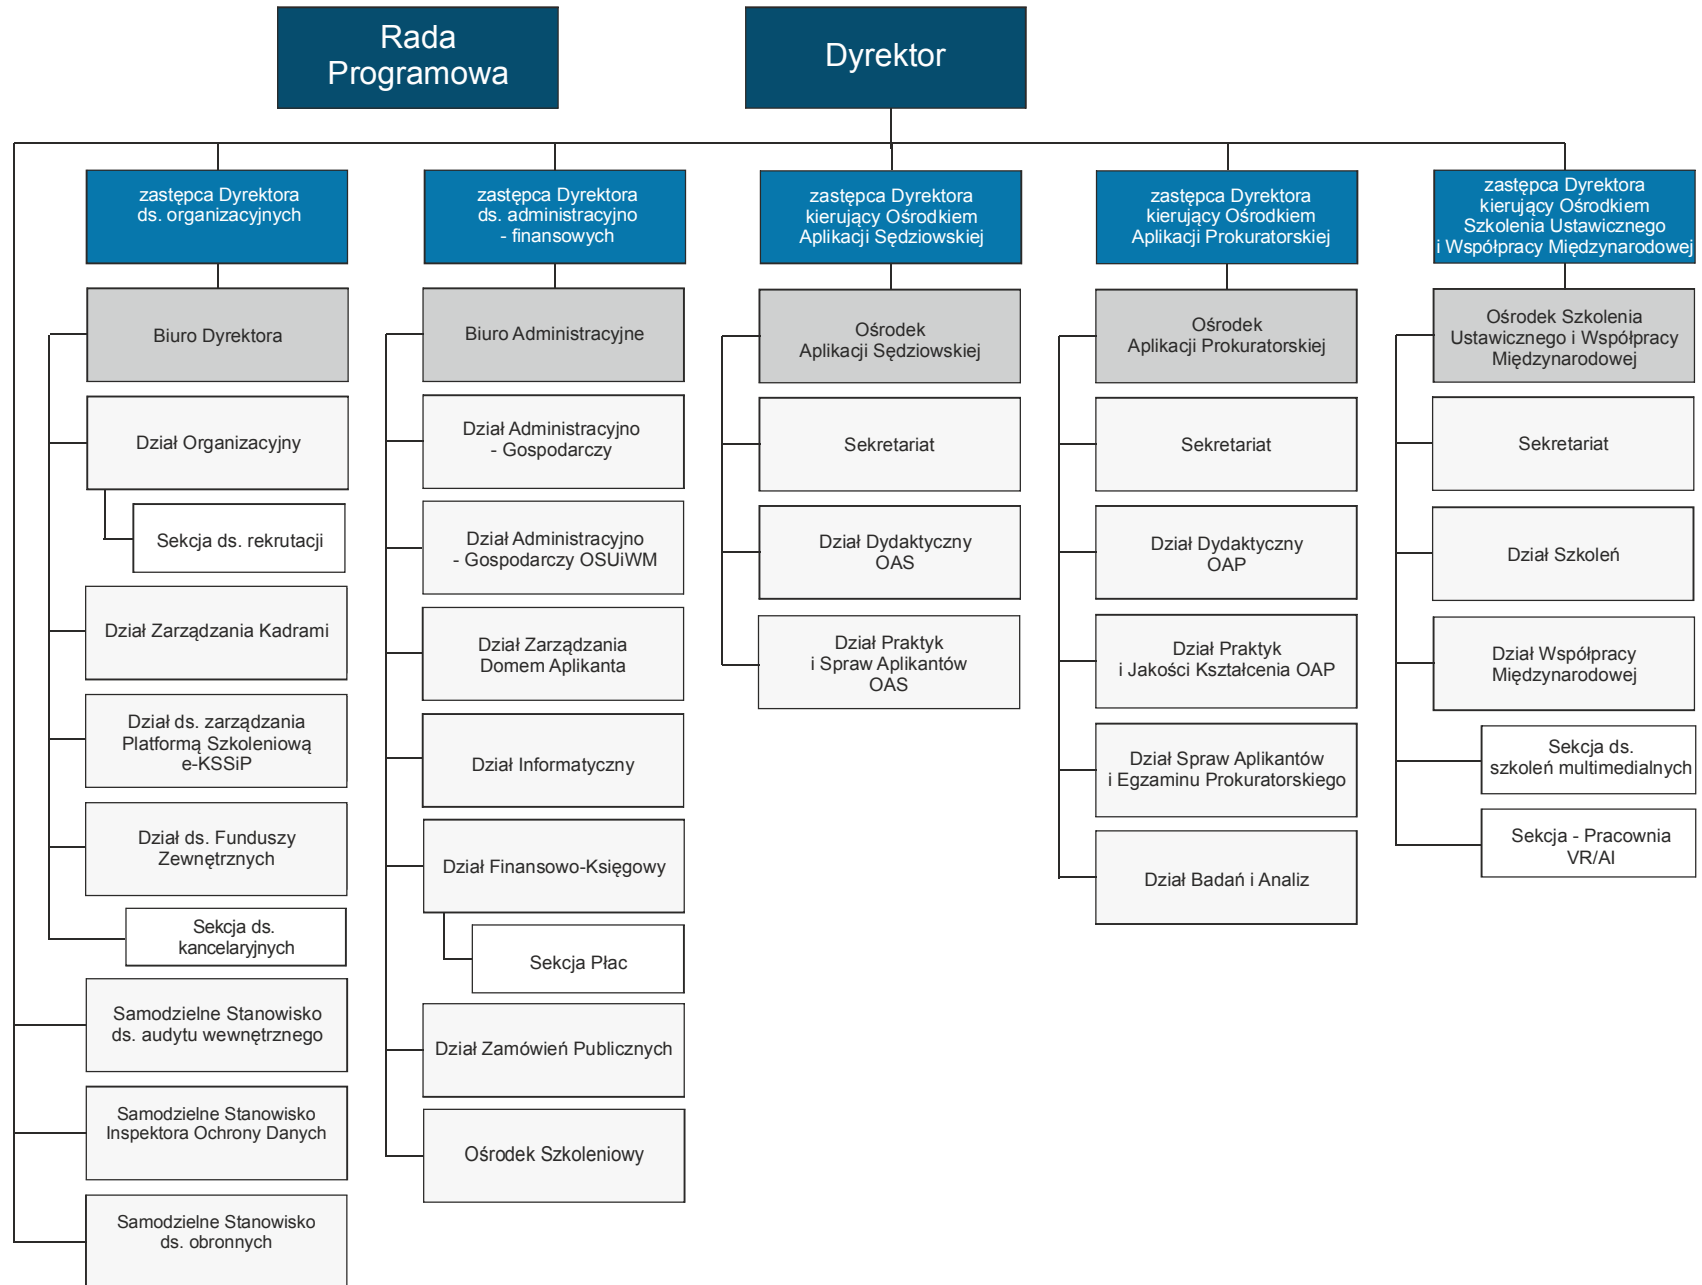 Rada
Programowa
Dyrektor
zastępca Dyrektora
ds. organizacyjnych
zastępca Dyrektora
ds. administracyjno
- finansowych
zastępca Dyrektora
kierujący Ośrodkiem
Aplikacji Sędziowskiej
zastępca Dyrektora
kierujący Ośrodkiem
Aplikacji Prokuratorskiej
zastępca Dyrektora
kierujący Ośrodkiem
Szkolenia Ustawicznego
i Współpracy Międzynarodowej
Biuro Dyrektora
Dział Organizacyjny
Sekcja ds. rekrutacji
Dział Zarządzania Kadrami
Dział ds. zarządzania
Platformą Szkoleniową
e-KSSiP
Dział ds. Funduszy
Zewnętrznych
Sekcja ds.
kancelaryjnych
Samodzielne Stanowisko
ds. audytu wewnętrznego
Samodzielne Stanowisko
Inspektora Ochrony Danych
Samodzielne Stanowisko
ds. obronnych
Biuro Administracyjne
Dział Administracyjno
- Gospodarczy
Dział Administracyjno
- Gospodarczy OSUiWM
Dział Zarządzania
Domem Aplikanta
Dział Informatyczny
Dział Finansowo-Księgowy
Sekcja Płac
Dział Zamówień Publicznych
Ośrodek Szkoleniowy
Ośrodek
Aplikacji Sędziowskiej
Sekretariat
Dział Dydaktyczny
OAS
Dział Praktyk
i Spraw Aplikantów
OAS
Ośrodek
Aplikacji Prokuratorskiej
Sekretariat
Dział Dydaktyczny
OAP
Dział Praktyk
i Jakości Kształcenia OAP
Dział Spraw Aplikantów
i Egzaminu Prokuratorskiego
Dział Badań i Analiz
Ośrodek Szkolenia
Ustawicznego i Współpracy
Międzynarodowej
Sekretariat
Dział Szkoleń
Dział Współpracy
Międzynarodowej
Sekcja ds.
szkoleń multimedialnych
Sekcja - Pracownia
VR/AI